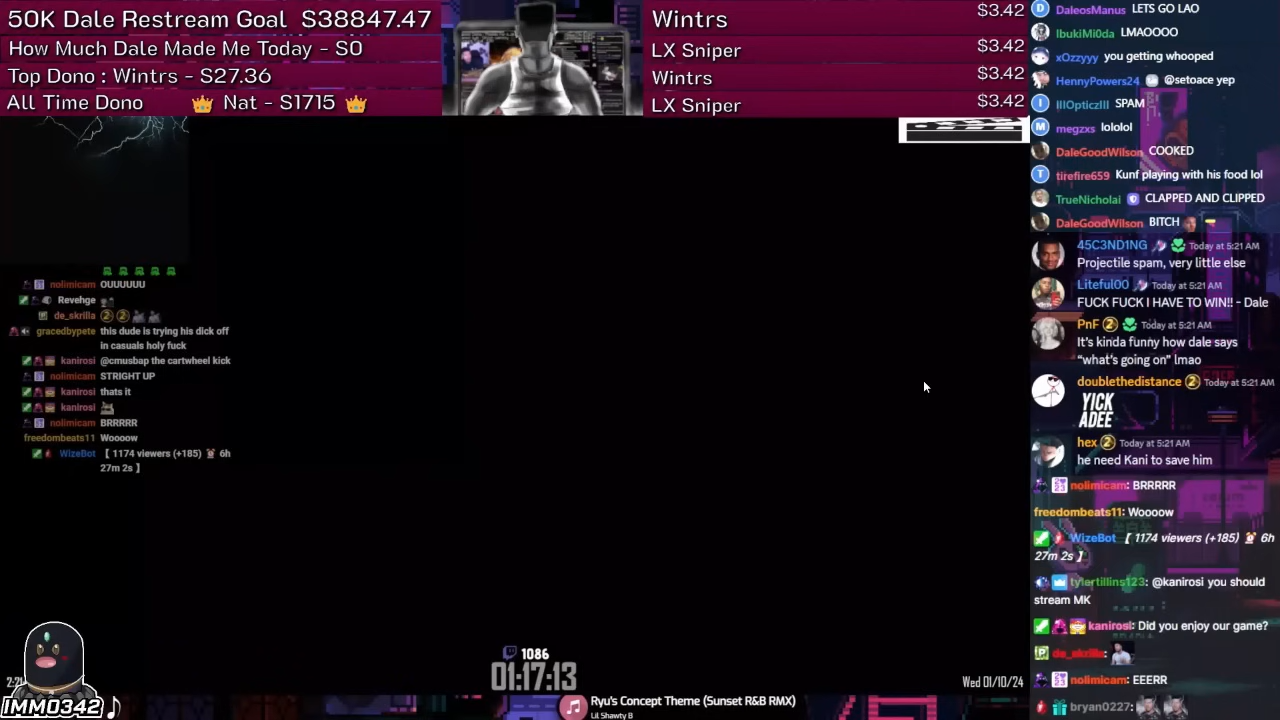 50K Dale Restream Goal S38847.47
How Much Dale Made Me Today - S0
Top Dono : Wintrs - S27.36
All Time Dono Nat - S1715
Wintrs $3.42
LX Sniper $3.42
Wintrs $3.42
LX Sniper $3.42
nolimicam OUUUUUU
Revehge
de_skrilla
gracedbypete this dude is trying his dick off
in casuals holy fuck
kanirosi @cmusbap the cartwheel kick
nolimicam STRIGHT UP
kanirosi thats it
kanirosi
nolimicam BRRRRR
freedombeats11 Woooow
WizeBot 【 1174 viewers (+185) 6h
27m 2s 】
DaleosManus LETS GO LAO
IbukiMi0da LMAOOOO
xOzzyyy you getting whooped
HennyPowers24 @setoace yep
IIIOpticzIII SPAM
megzxs lololol
DaleGoodWilson COOKED
tirefire659 Kunf playing with his food lol
TrueNicholai CLAPPED AND CLIPPED
DaleGoodWilson BITCH
45C3ND1NG Today at 5:21 AM
Projectile spam, very little else
Liteful00 Today at 5:21 AM
FUCK FUCK I HAVE TO WIN!! - Dale
PnF Today at 5:21 AM
It's kinda funny how dale says
"what's going on" lmao
doublethedistance Today at 5:21 AM
YICK
ADEE
hex Today at 5:21 AM
he need Kani to save him
nolimicam: BRRRRR
freedombeats11: Woooow
WizeBot 【 1174 viewers (+185) 6h
27m 2s 】
tylertillins123: @kanirosi you should
stream MK
kanirosi: Did you enjoy our game?
de_skrilla:
nolimicam: EEERR
bryan0227:
1086
01:17:13
Wed 01/10/24
IMM0342
Ryu's Concept Theme (Sunset R&B RMX)
Lil Shawty B